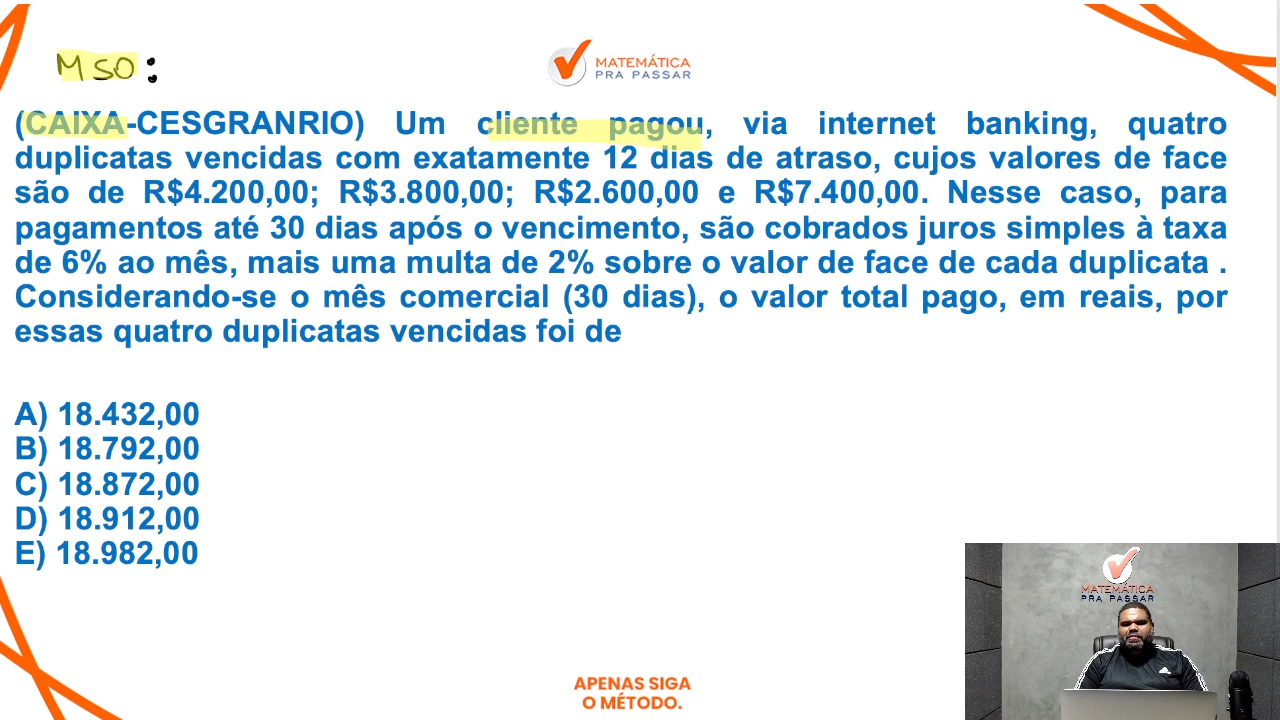 MSO:
MATEMÁTICA
PRA PASSAR
(CAIXA-CESGRANRIO) Um cliente pagou, via internet banking, quatro
duplicatas vencidas com exatamente 12 dias de atraso, cujos valores de face
são de R$4.200,00; R$3.800,00; R$2.600,00 e R$7.400,00. Nesse caso, para
pagamentos até 30 dias após o vencimento, são cobrados juros simples à taxa
de 6% ao mês, mais uma multa de 2% sobre o valor de face de cada duplicata .
Considerando-se o mês comercial (30 dias), o valor total pago, em reais, por
essas quatro duplicatas vencidas foi de
A) 18.432,00
B) 18.792,00
C) 18.872,00
D) 18.912,00
E) 18.982,00
MATEMÁTICA
PRA PASSAR
APENAS SIGA
O MÉTODO.